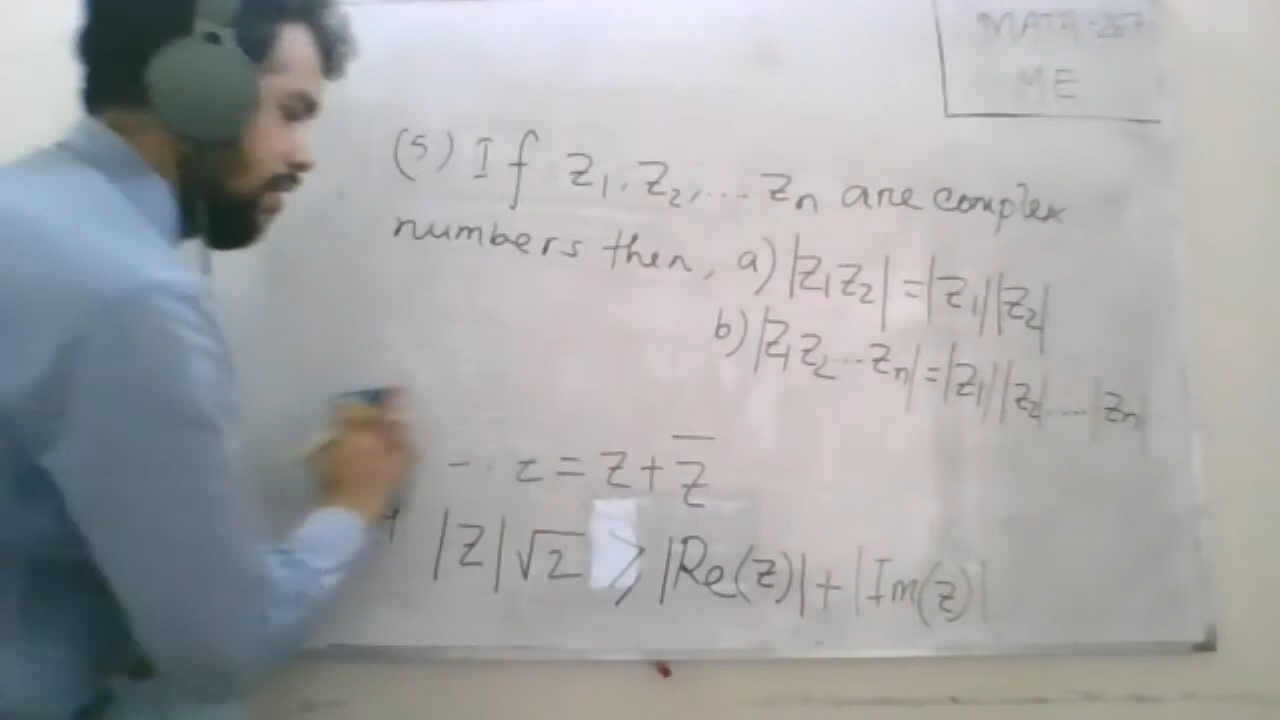 MATH-267
ME
(5) If z₁, z₂, ... zₙ are complex
numbers then, a) |z₁z₂| = |z₁||z₂|
b) |z₁z₂...zₙ| = |z₁||z₂|....|zₙ|
z = z + z̅
|z|√2 ≥ |Re(z)| + |Im(z)|